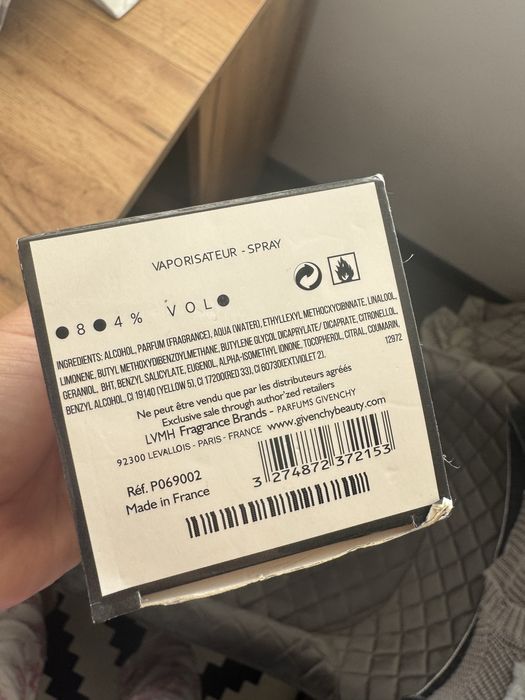 VAPORISATEUR - SPRAY
●8●4% VOL●
INGREDIENTS: ALCOHOL, PARFUM (FRAGRANCE), AQUA (WATER), ETHYLLEXYL METHOCXYCIBNNATE, LINALOOL,
LIMONENE, BUTYL METHOXYDIBENZOYLMETHANE, BUTYLENE GLYCOL DICAPRYLATE/ DICAPRATE, CITRONELLOL,
GERANIOL, BHT, BENZYL SALICYLATE, EUGENOL, ALPHA-ISOMETHYL IONONE, TOCOPHEROL, CITRAL, COUMARIN,
BENZYL ALCOHOL, CI 19140 (YELLOW 5), CI 17200(RED 33), CI 60730(EXT/VIOLET 2). 12972
Ne peut être vendu que par les distributeurs agréés
Exclusive sale through author'zed retailers
LVMH Fragrance Brands - PARFUMS GIVENCHY
92300 LEVALLOIS - PARIS - FRANCE www.givenchybeauty.com
Réf. P069002
Made in France
3 274872 372153